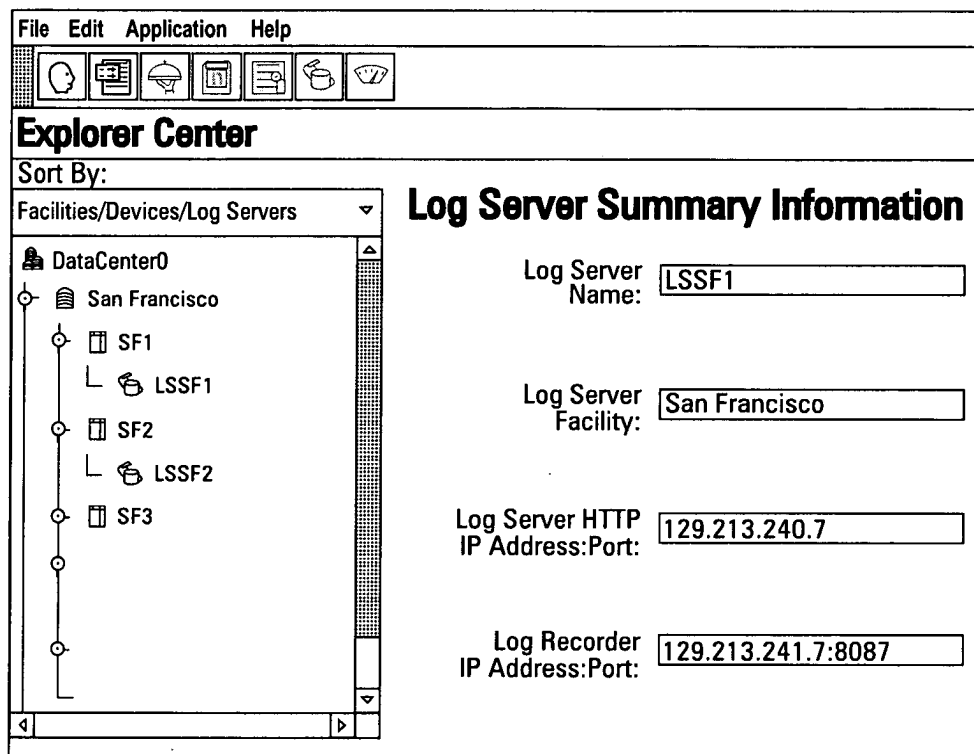 File Edit Application Help
Explorer Center
Sort By:
Facilities/Devices/Log Servers
DataCenter0
San Francisco
SF1
LSSF1
SF2
LSSF2
SF3
Log Server Summary Information
Log Server
Name:
LSSF1
Log Server
Facility:
San Francisco
Log Server HTTP
IP Address:Port:
129.213.240.7
Log Recorder
IP Address:Port:
129.213.241.7:8087